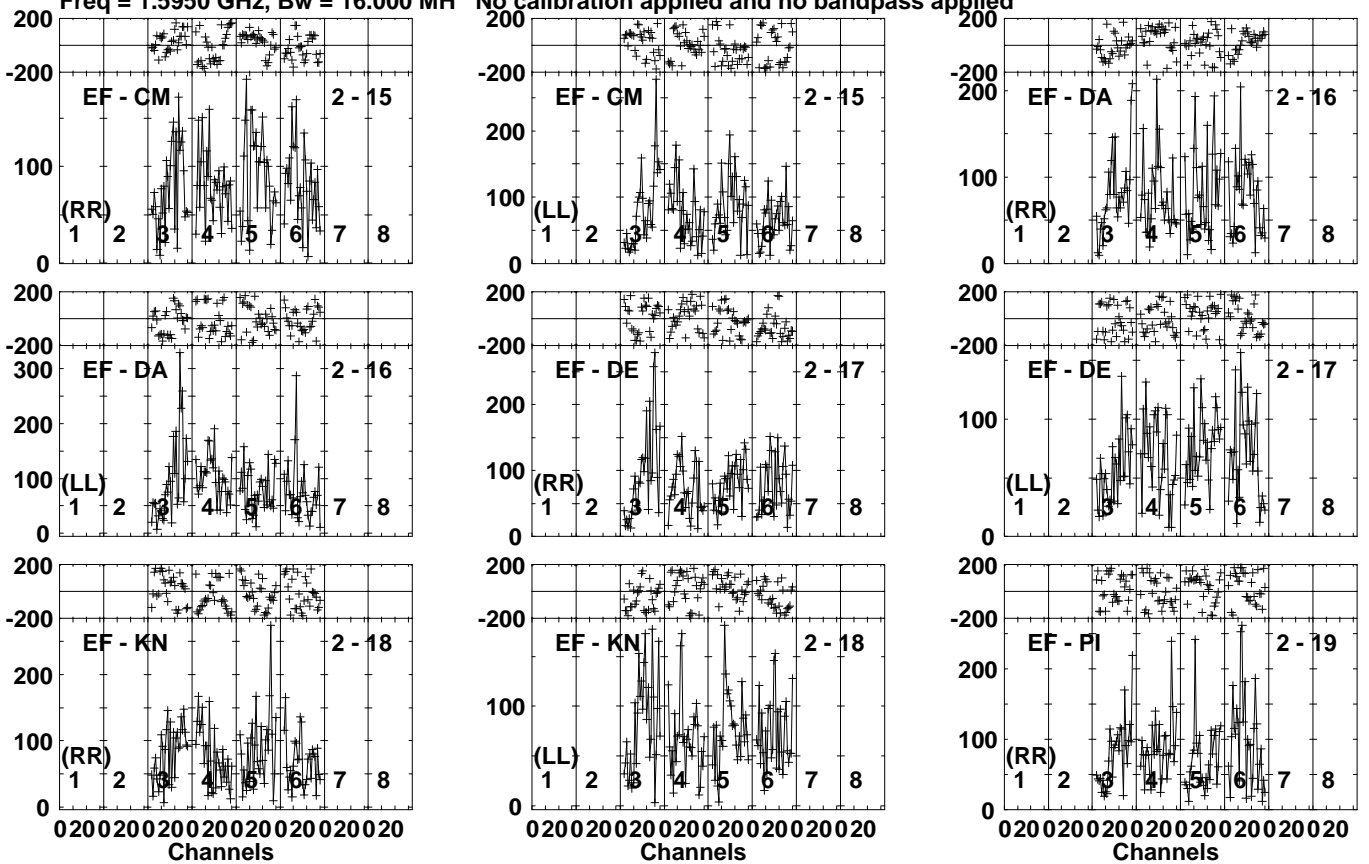 Freq = 1.5950 GHz, Bw = 16.000 MH No calibration applied and no bandpass applied
200 200 200
-200 -200 -200
EF - CM 2 - 15 EF - CM 2 - 15 200 EF - DA 2 - 16
200
100 100 100
(RR) (LL) (RR)
1 2 3 4 5 6 7 8 1 2 3 4 5 6 7 8 1 2 3 4 5 6 7 8
0 0 0
200 200 200
-200 -200 -200
300 EF - DA 2 - 16 EF - DE 2 - 17 EF - DE 2 - 17
200 200
100 100 100
(LL) (RR) (LL)
1 2 3 4 5 6 7 8 1 2 3 4 5 6 7 8 1 2 3 4 5 6 7 8
0 0 0
200 200 200
-200 -200 -200
EF - KN 2 - 18 EF - KN 2 - 18 EF - PI 2 - 19
200 200
100 100 100
(RR) (LL) (RR)
1 2 3 4 5 6 7 8 1 2 3 4 5 6 7 8 1 2 3 4 5 6 7 8
0 0 0
0 20 0 20 0 20 0 20 0 20 0 20 0 20 0 20 0 20 0 20 0 20 0 20 0 20 0 20 0 20 0 20 0 20 0 20 0 20 0 20 0 20 0 20 0 20 0 20
Channels Channels Channels